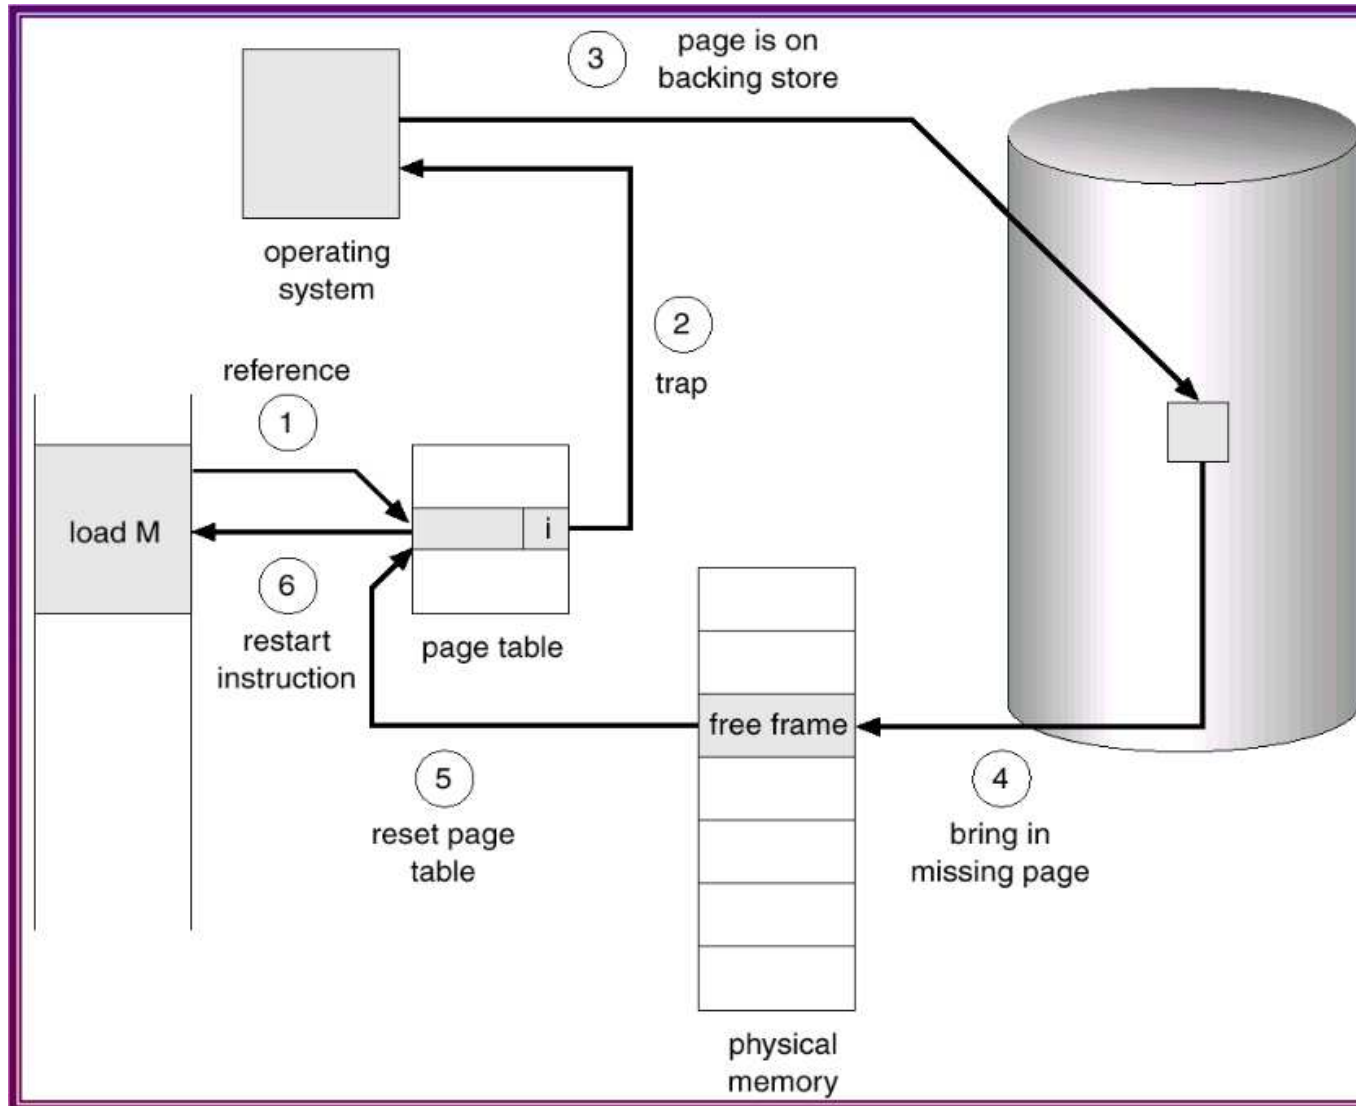 3
page is on
backing store
operating
system
2
trap
reference
1
load M
i
6
restart
instruction
page table
free frame
5
reset page
table
4
bring in
missing page
physical
memory